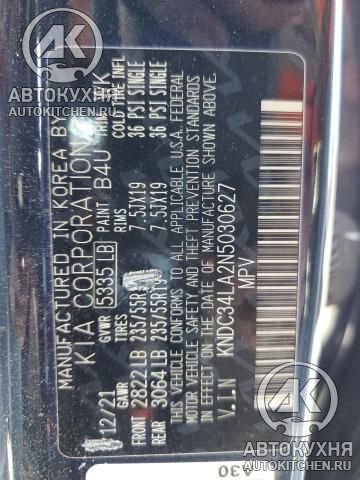 MANUFACTURED IN KOREA BY
KIA CORPORATION
12/21 GVWR 5335 LB PAINT B4U
GAWR TIRES RIMS COLD TIRE INFL
FRONT 2822 LB 235/55R 7.5JX19 36 PSI SINGLE
REAR 3064 LB 235/55R19 7.5JX19 36 PSI SINGLE
THIS VEHICLE CONFORMS TO ALL APPLICABLE U.S.A. FEDERAL
MOTOR VEHICLE SAFETY AND THEFT PREVENTION STANDARDS
IN EFFECT ON THE DATE OF MANUFACTURE SHOWN ABOVE.
V.I.N KNDC34LA2N5030627
MPV
A30
АВТОКУХНЯ
AUTOKITCHEN.RU
АВТОКУХНЯ
AUTOKITCHEN.RU